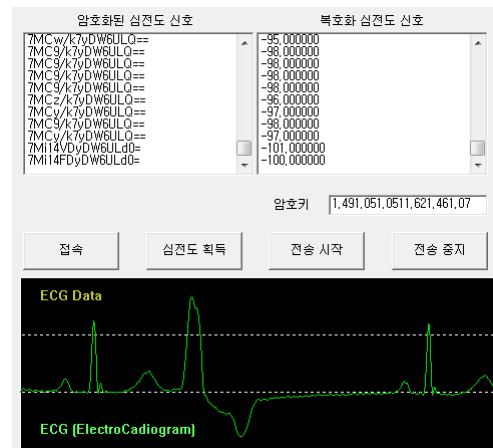 암호화된 심전도 신호
복호화 심전도 신호
7MCw/k7yDW6ULQ==
7MC9/k7yDW6ULQ==
7MC9/k7yDW6ULQ==
7MC9/k7yDW6ULQ==
7MC9/k7yDW6ULQ==
7MCz/k7yDW6ULQ==
7MCy/k7yDW6ULQ==
7MC9/k7yDW6ULQ==
7MCy/k7yDW6ULQ==
7Mi14VDyDW6ULd0=
7Mi14FDyDW6ULd0=
-95,000000
-98,000000
-98,000000
-98,000000
-98,000000
-96,000000
-97,000000
-98,000000
-97,000000
-101,000000
-100,000000
암호키
1,491,051,0511,621,461,07
접속
심전도 획득
전송 시작
전송 중지
ECG Data
ECG (ElectroCadiogram)